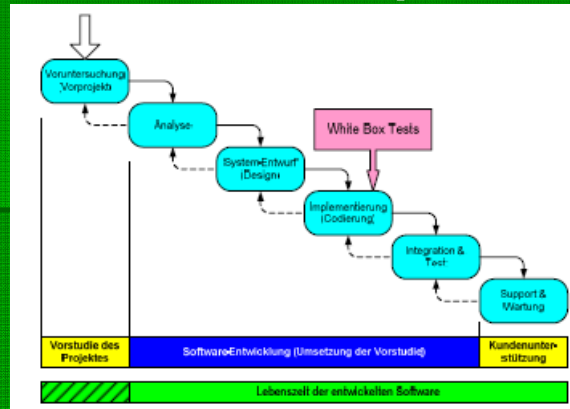 Voruntersuchung
(Vorprojekt)
Analyse
White Box Tests
System-Entwurf
(Design)
Implementierung
(Codierung)
Integration &
Test
Support &
Wartung
Vorstudie des
Projektes
Software-Entwicklung (Umsetzung der Vorstudie)
Kundenunter-
stützung
Lebenszeit der entwickelten Software